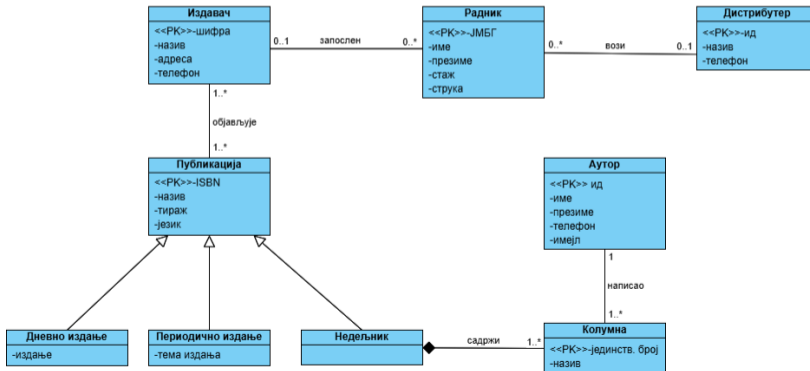 Издавач
<<PK>>-шифра
-назив
-адреса
-телефон
0..1
запослен
0..*
Радник
<<PK>>-ЈМБГ
-име
-презиме
-стаж
-струка
0..*
вози
0..1
Дистрибутер
<<PK>>-ид
-назив
-телефон
1..*
објављује
1..*
Публикација
<<PK>>-ISBN
-назив
-тираж
-језик
Аутор
<<PK>> ид
-име
-презиме
-телефон
-имејл
1
написао
1..*
Дневно издање
-издање
Периодично издање
-тема издања
Недељник
садржи
1..*
Колумна
<<PK>>-јединств. број
-назив